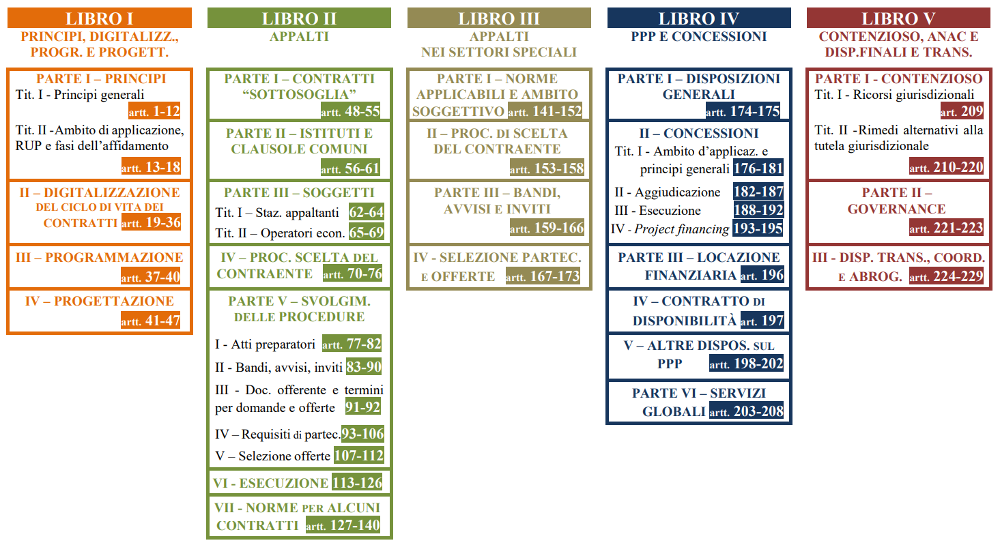 LIBRO I
PRINCIPI, DIGITALIZZ.,
PROGR. E PROGETT.
PARTE I – PRINCIPI
Tit. I - Principi generali
artt. 1-12
Tit. II -Ambito di applicazione,
RUP e fasi dell’affidamento
artt. 13-18
II – DIGITALIZZAZIONE
DEL CICLO DI VITA DEI
CONTRATTI artt. 19-36
III – PROGRAMMAZIONE
artt. 37-40
IV – PROGETTAZIONE
artt. 41-47
LIBRO II
APPALTI
PARTE I – CONTRATTI
“SOTTOSOGLIA”
artt. 48-55
PARTE II – ISTITUTI E
CLAUSOLE COMUNI
artt. 56-61
PARTE III – SOGGETTI
Tit. I – Staz. appaltanti 62-64
Tit. II – Operatori econ. 65-69
IV – PROC. SCELTA DEL
CONTRAENTE artt. 70-76
PARTE V – SVOLGIM.
DELLE PROCEDURE
I - Atti preparatori artt. 77-82
II - Bandi, avvisi, inviti 83-90
III - Doc. offerente e termini
per domande e offerte 91-92
IV – Requisiti di partec. 93-106
V – Selezione offerte 107-112
VI - ESECUZIONE 113-126
VII - NORME PER ALCUNI
CONTRATTI artt. 127-140
LIBRO III
APPALTI
NEI SETTORI SPECIALI
PARTE I – NORME
APPLICABILI E AMBITO
SOGGETTIVO artt. 141-152
II – PROC. DI SCELTA
DEL CONTRAENTE
artt. 153-158
PARTE III – BANDI,
AVVISI E INVITI
artt. 159-166
IV - SELEZIONE PARTEC.
E OFFERTE artt. 167-173
LIBRO IV
PPP E CONCESSIONI
PARTE I – DISPOSIZIONI
GENERALI
artt. 174-175
II – CONCESSIONI
Tit. I - Ambito d’applicaz. e
principi generali 176-181
II - Aggiudicazione 182-187
III - Esecuzione 188-192
IV - Project financing 193-195
PARTE III – LOCAZIONE
FINANZIARIA art. 196
IV – CONTRATTO DI
DISPONIBILITÀ art. 197
V – ALTRE DISPOS. SUL
PPP artt. 198-202
PARTE VI – SERVIZI
GLOBALI artt. 203-208
LIBRO V
CONTENZIOSO, ANAC E
DISP.FINALI E TRANS.
PARTE I - CONTENZIOSO
Tit. I - Ricorsi giurisdizionali
art. 209
Tit. II -Rimedi alternativi alla
tutela giurisdizionale
artt. 210-220
PARTE II –
GOVERNANCE
artt. 221-223
III - DISP. TRANS., COORD.
E ABROG. artt. 224-229